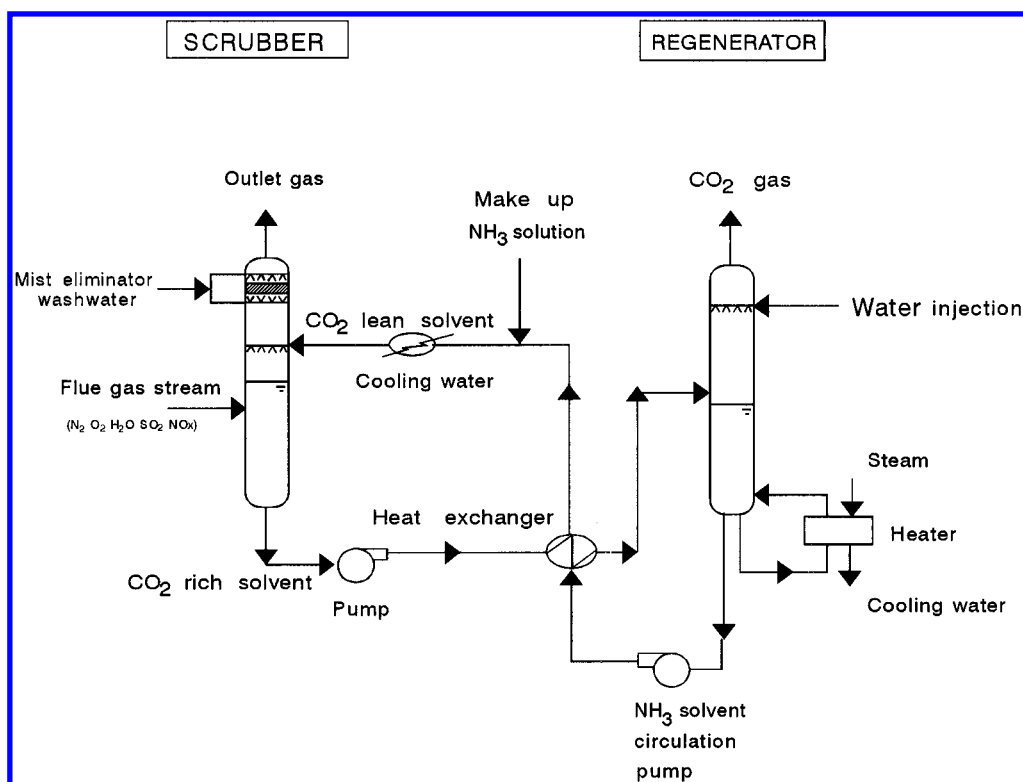 SCRUBBER
REGENERATOR
Outlet gas
CO₂ gas
Make up
NH₃ solution
Mist eliminator
washwater
CO₂ lean solvent
Water injection
Cooling water
Flue gas stream
(N₂ O₂ H₂O SO₂ NOx)
Steam
Heat exchanger
Heater
CO₂ rich solvent
Pump
Cooling water
NH₃ solvent
circulation
pump